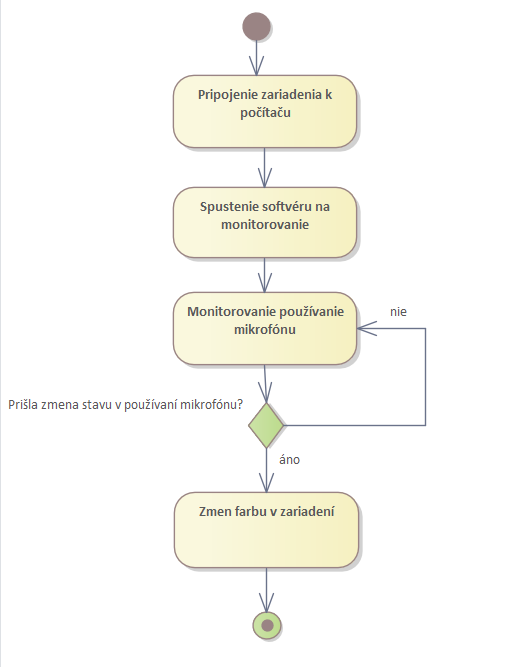 Pripojenie zariadenia k
počítaču
Spustenie softvéru na
monitorovanie
Monitorovanie používanie
mikrofónu
nie
Prišla zmena stavu v používaní mikrofónu?
áno
Zmen farbu v zariadení